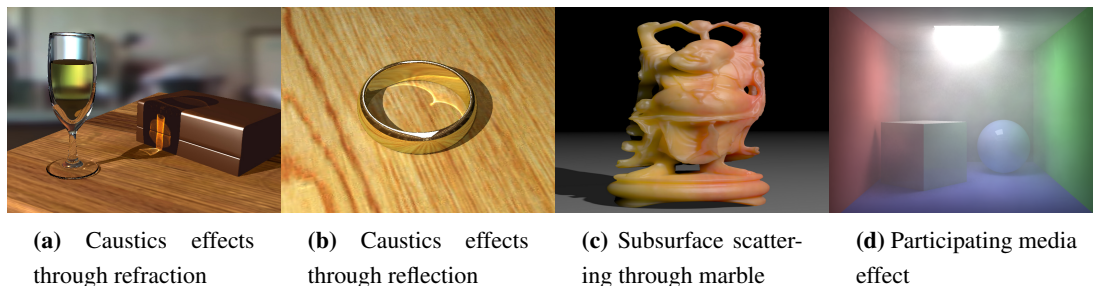 (a) Caustics effects
through refraction
(b) Caustics effects
through reflection
(c) Subsurface scatter-
ing through marble
(d) Participating media
effect